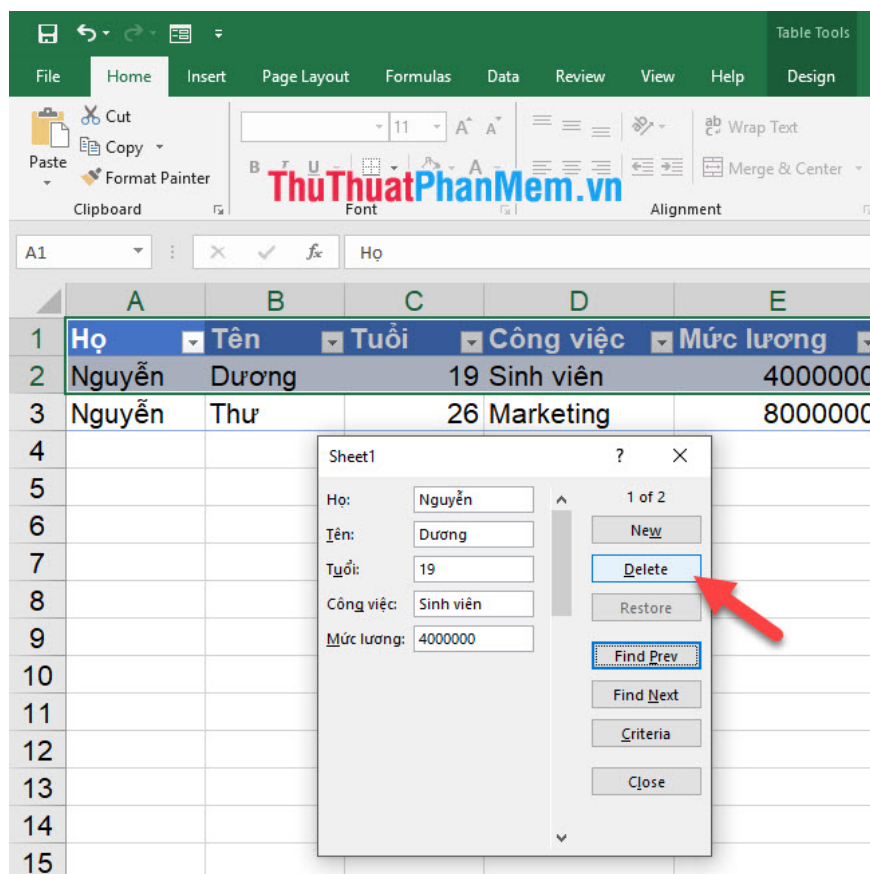 Table Tools
File Home Insert Page Layout Formulas Data Review View Help Design
Cut
Copy
Format Painter
Paste
11 A A
ab Wrap Text
B I U A
Merge & Center
ThuThuatPhanMem.vn
Clipboard Font Alignment
A1 fx Họ
A B C D E
1 Họ Tên Tuổi Công việc Mức lương
2 Nguyễn Dương 19 Sinh viên 4000000
3 Nguyễn Thư 26 Marketing 8000000
4
5
6
7
8
9
10
11
12
13
14
15
Sheet1 ?
Họ: Nguyễn 1 of 2
New
Tên: Dương
Tuổi: 19 Delete
Công việc: Sinh viên Restore
Mức lương: 4000000
Find Prev
Find Next
Criteria
Close